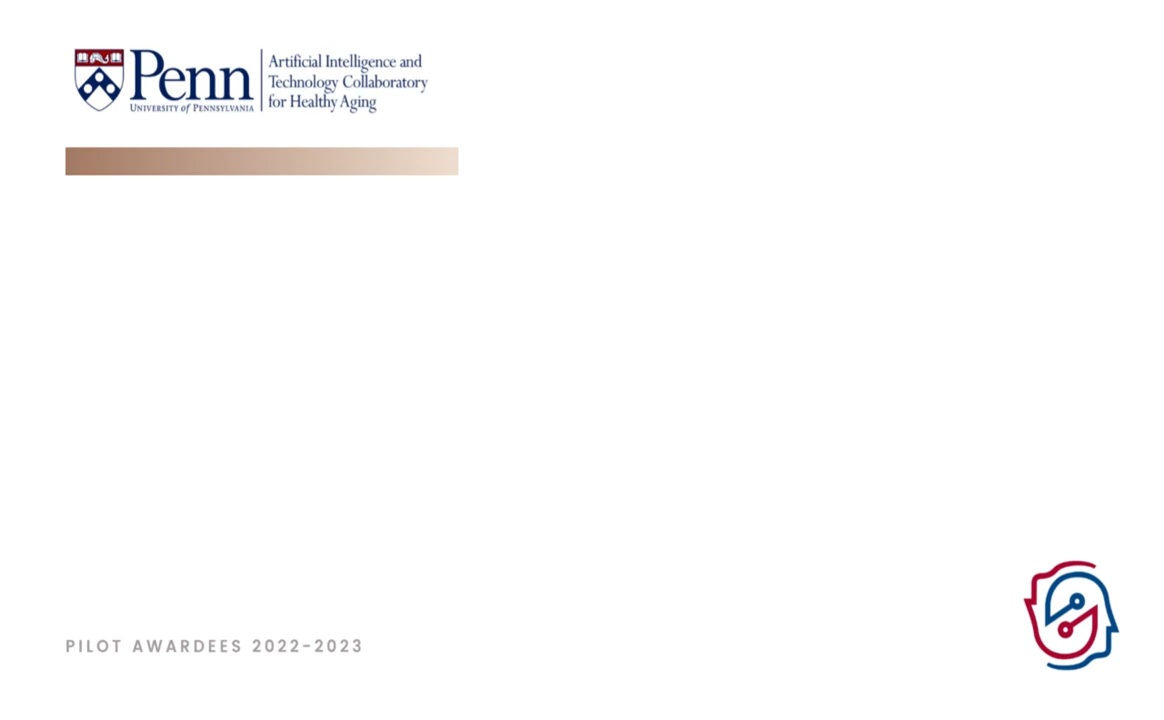 Penn
UNIVERSITY of PENNSYLVANIA
Artificial Intelligence and
Technology Collaboratory
for Healthy Aging
PILOT AWARDEES 2022-2023